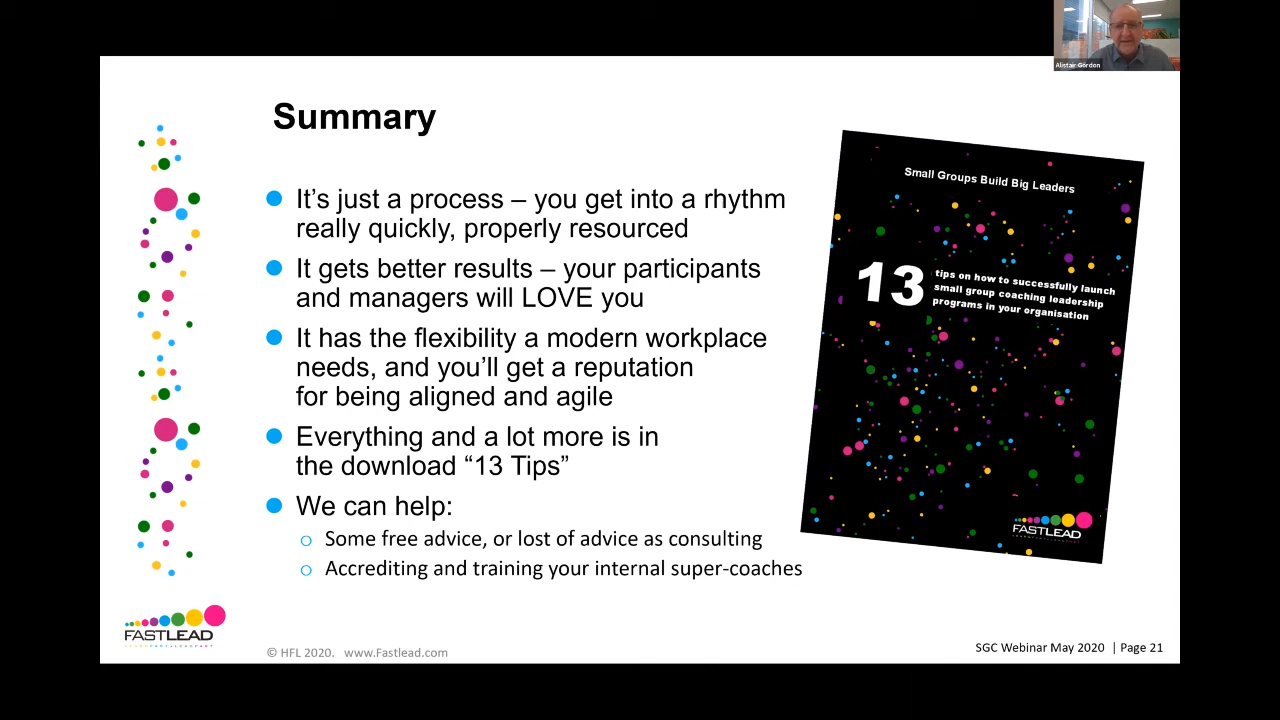 Alistair Gordon
Summary
It’s just a process – you get into a rhythm
really quickly, properly resourced
It gets better results – your participants
and managers will LOVE you
It has the flexibility a modern workplace
needs, and you’ll get a reputation
for being aligned and agile
Everything and a lot more is in
the download “13 Tips”
We can help:
Some free advice, or lost of advice as consulting
Accrediting and training your internal super-coaches
Small Groups Build Big Leaders
13
tips on how to successfully launch
small group coaching leadership
programs in your organisation
FASTLEAD
FASTLEAD
© HFL 2020. www.Fastlead.com
SGC Webinar May 2020 | Page 21